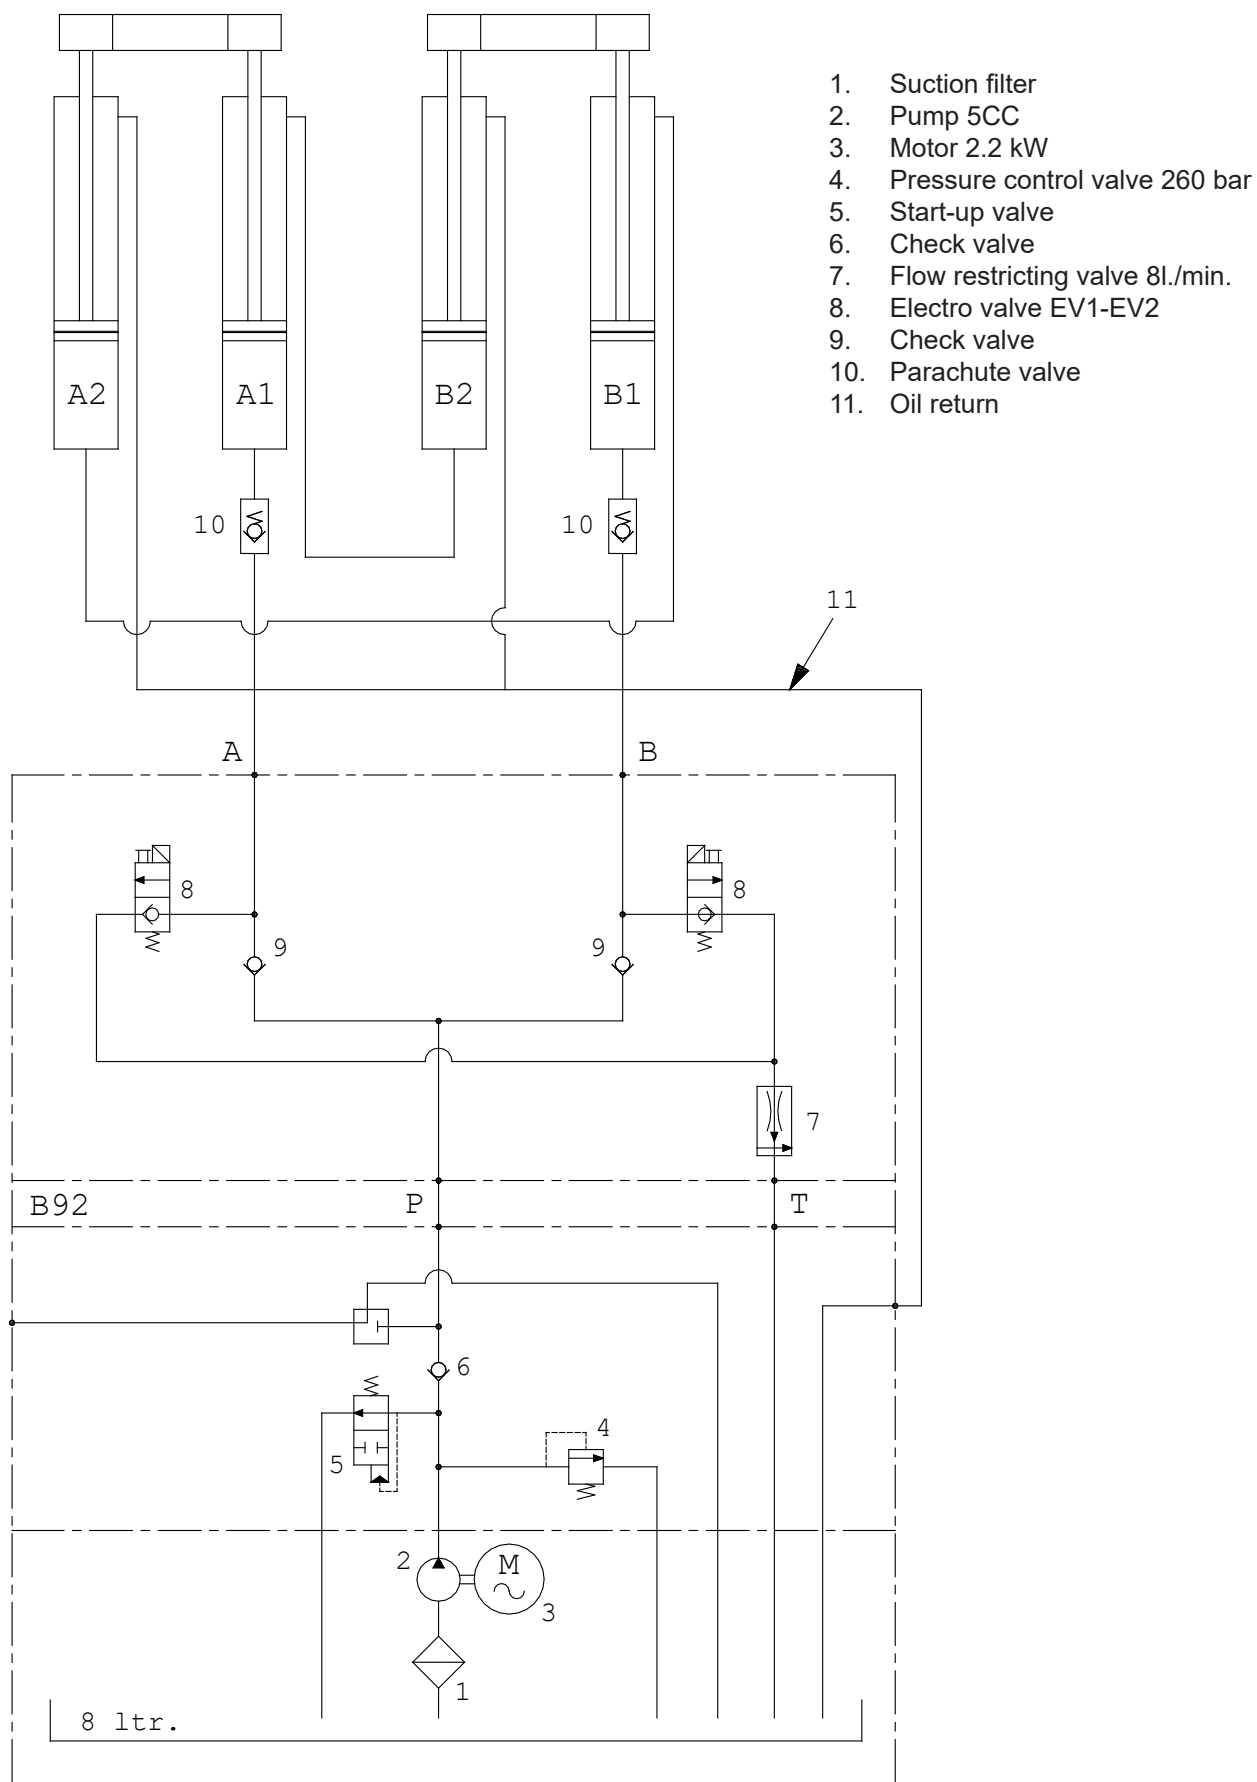 1. Suction filter
2. Pump 5CC
3. Motor 2.2 kW
4. Pressure control valve 260 bar
5. Start-up valve
6. Check valve
7. Flow restricting valve 8l./min.
8. Electro valve EV1-EV2
9. Check valve
10. Parachute valve
11. Oil return
A2 A1 B2 B1
10 10
11
A B
8 8
9 9
7
B92 P T
6
4
5
2 M
3
1
8 ltr.